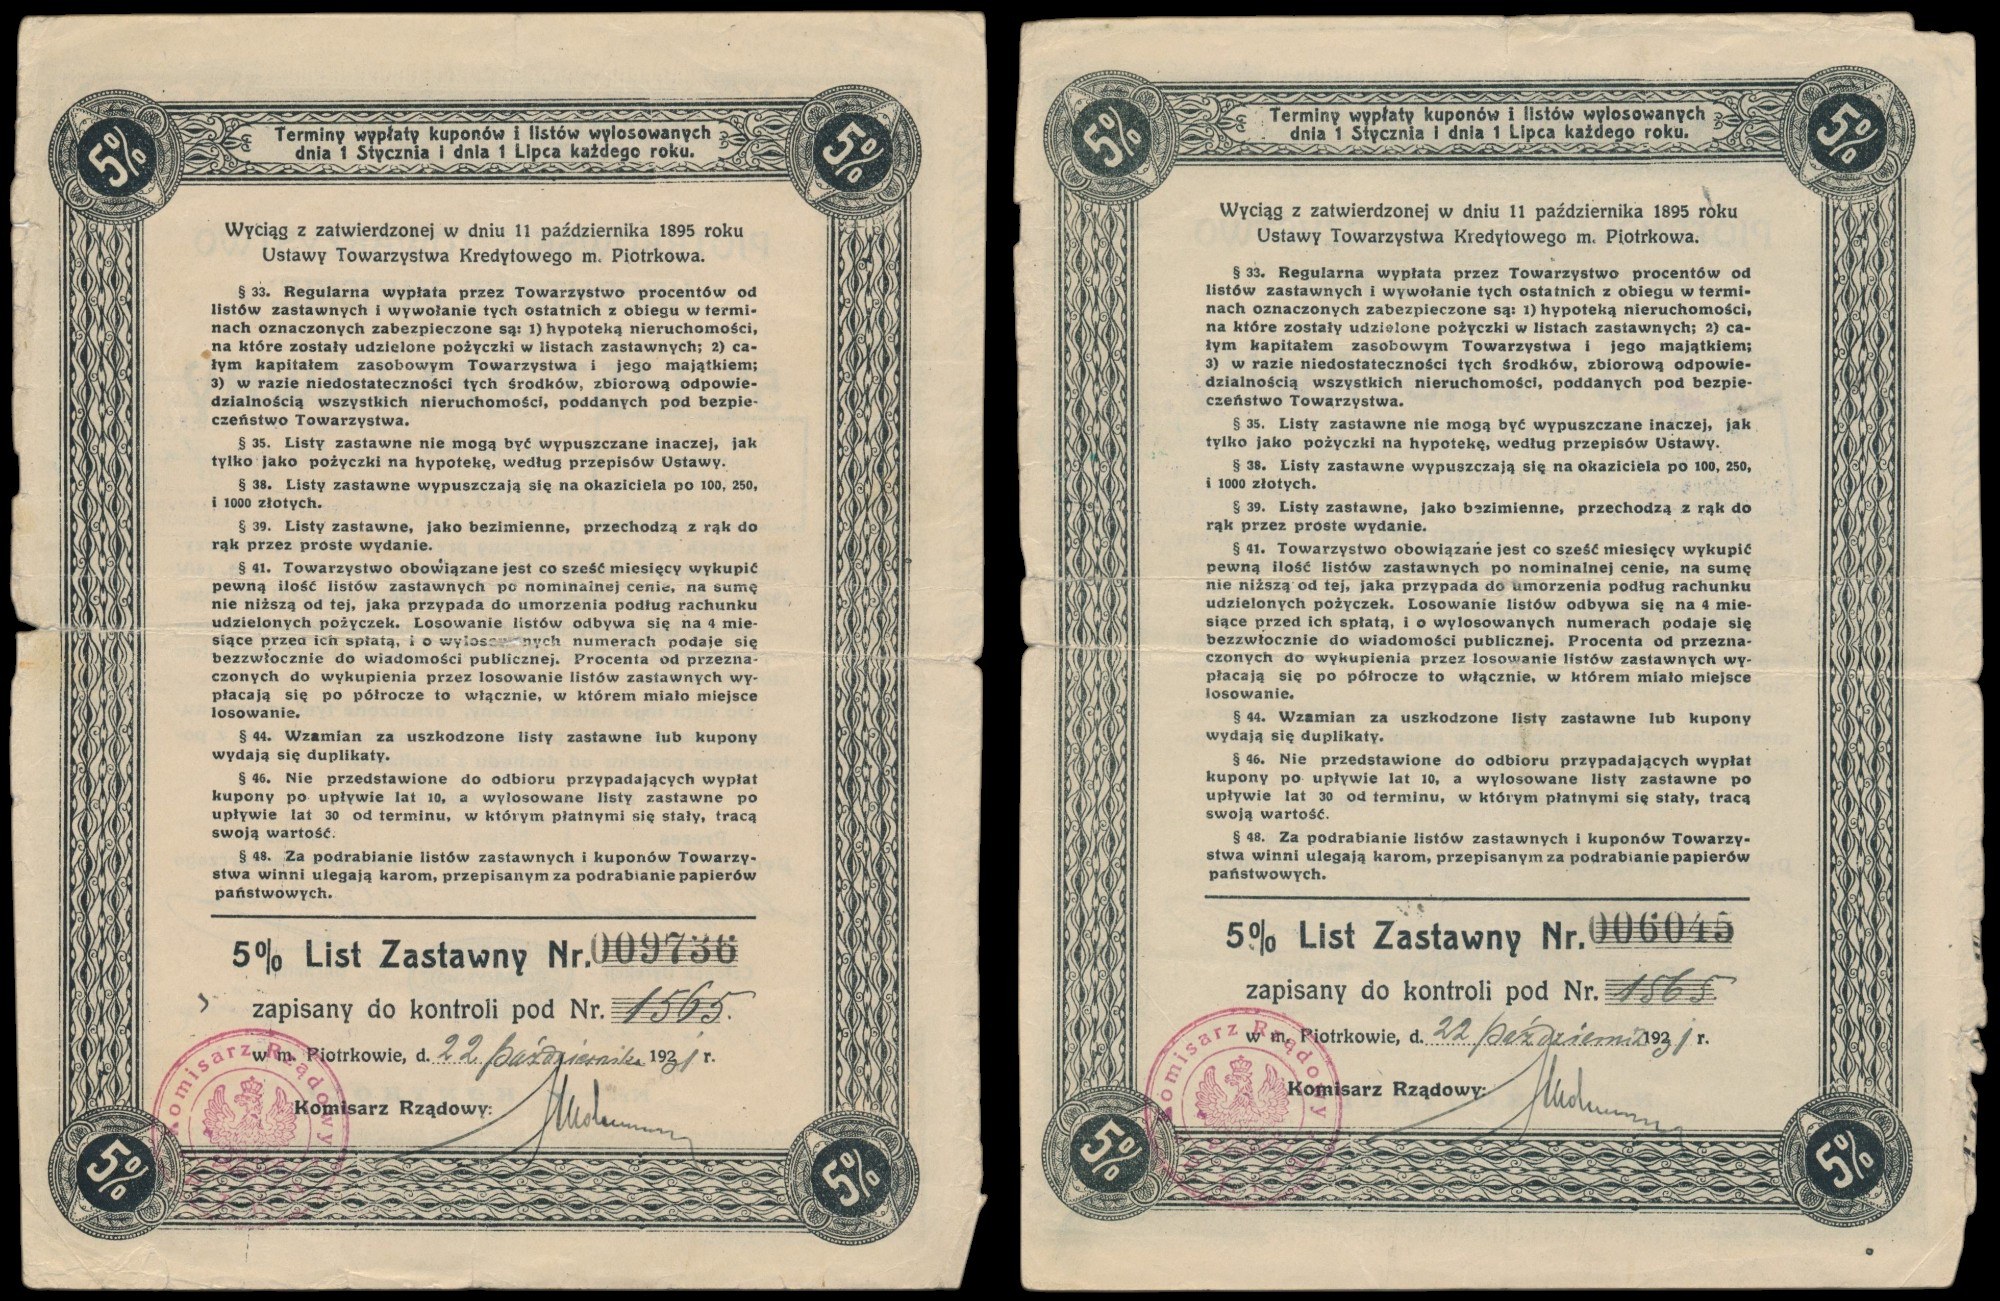 5%
Terminy wypłaty kuponów i listów wylosowanych
dnia 1 Stycznia i dnia 1 Lipca każdego roku.
5%
Wyciąg z zatwierdzonej w dniu 11 października 1895 roku
Ustawy Towarzystwa Kredytowego m. Piotrkowa.
§ 33. Regularna wypłata przez Towarzystwo procentów od
listów zastawnych i wywołanie tych ostatnich z obiegu w termi-
nach oznaczonych zabezpieczone są: 1) hypoteką nieruchomości,
na które zostały udzielone pożyczki w listach zastawnych; 2) ca-
łym kapitałem zasobowym Towarzystwa i jego majątkiem;
3) w razie niedostateczności tych środków, zbiorową odpowie-
dzialnością wszystkich nieruchomości, poddanych pod bezpie-
czeństwo Towarzystwa.
§ 35. Listy zastawne nie mogą być wypuszczane inaczej, jak
tylko jako pożyczki na hypotekę, według przepisów Ustawy.
§ 38. Listy zastawne wypuszczają się na okaziciela po 100, 250,
i 1000 złotych.
§ 39. Listy zastawne, jako bezimienne, przechodzą z rąk do
rąk przez proste wydanie.
§ 41. Towarzystwo obowiązane jest co sześć miesięcy wykupić
pewną ilość listów zastawnych po nominalnej cenie, na sumę
nie niższą od tej, jaka przypada do umorzenia podług rachunku
udzielonych pożyczek. Losowanie listów odbywa się na 4 mie-
siące przed ich spłatą, i o wylosowanych numerach podaje się
bezzwłocznie do wiadomości publicznej. Procenta od przezna-
czonych do wykupienia przez losowanie listów zastawnych wy-
płacają się po półrocze to włącznie, w którem miało miejsce
losowanie.
§ 44. Wzamian za uszkodzone listy zastawne lub kupony
wydają się duplikaty.
§ 46. Nie przedstawione do odbioru przypadających wypłat
kupony po upływie lat 10, a wylosowane listy zastawne po
upływie lat 30 od terminu, w którym płatnymi się stały, tracą
swoją wartość.
§ 48. Za podrabianie listów zastawnych i kuponów Towarzy-
stwa winni ulegają karom, przepisanym za podrabianie papierów
państwowych.
5% List Zastawny Nr. 009736
zapisany do kontroli pod Nr. 1565.
w m. Piotrkowie, d. 22 października 1931 r.
Komisarz Rządowy:
Komisarz Rządowy
5%
5%
5%
Terminy wypłaty kuponów i listów wylosowanych
dnia 1 Stycznia i dnia 1 Lipca każdego roku.
5%
Wyciąg z zatwierdzonej w dniu 11 października 1895 roku
Ustawy Towarzystwa Kredytowego m. Piotrkowa.
§ 33. Regularna wypłata przez Towarzystwo procentów od
listów zastawnych i wywołanie tych ostatnich z obiegu w termi-
nach oznaczonych zabezpieczone są: 1) hypoteką nieruchomości,
na które zostały udzielone pożyczki w listach zastawnych; 2) ca-
łym kapitałem zasobowym Towarzystwa i jego majątkiem;
3) w razie niedostateczności tych środków, zbiorową odpowie-
dzialnością wszystkich nieruchomości, poddanych pod bezpie-
czeństwo Towarzystwa.
§ 35. Listy zastawne nie mogą być wypuszczane inaczej, jak
tylko jako pożyczki na hypotekę, według przepisów Ustawy.
§ 38. Listy zastawne wypuszczają się na okaziciela po 100, 250,
i 1000 złotych.
§ 39. Listy zastawne, jako bezimienne, przechodzą z rąk do
rąk przez proste wydanie.
§ 41. Towarzystwo obowiązane jest co sześć miesięcy wykupić
pewną ilość listów zastawnych po nominalnej cenie, na sumę
nie niższą od tej, jaka przypada do umorzenia podług rachunku
udzielonych pożyczek. Losowanie listów odbywa się na 4 mie-
siące przed ich spłatą, i o wylosowanych numerach podaje się
bezzwłocznie do wiadomości publicznej. Procenta od przezna-
czonych do wykupienia przez losowanie listów zastawnych wy-
płacają się po półrocze to włącznie, w którem miało miejsce
losowanie.
§ 44. Wzamian za uszkodzone listy zastawne lub kupony
wydają się duplikaty.
§ 46. Nie przedstawione do odbioru przypadających wypłat
kupony po upływie lat 10, a wylosowane listy zastawne po
upływie lat 30 od terminu, w którym płatnymi się stały, tracą
swoją wartość.
§ 48. Za podrabianie listów zastawnych i kuponów Towarzy-
stwa winni ulegają karom, przepisanym za podrabianie papierów
państwowych.
5% List Zastawny Nr. 006045
zapisany do kontroli pod Nr. 1565.
w m. Piotrkowie, d. 22 październik 1931 r.
Komisarz Rządowy:
Komisarz Rządowy
5%
5%